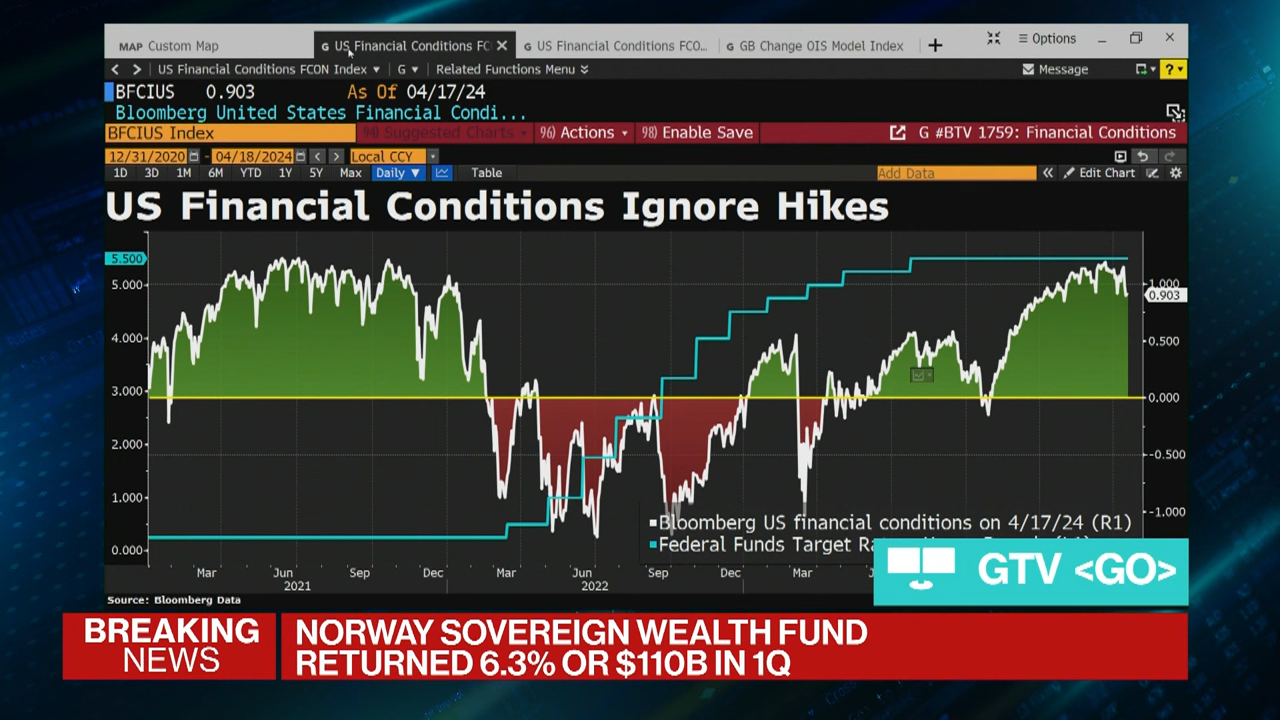 MAP Custom Map
G US Financial Conditions FC
G US Financial Conditions FCO...
G GB Change OIS Model Index
Options
US Financial Conditions FCON Index
G
Related Functions Menu
Message
?
BFCIUS 0.903 As Of 04/17/24
Bloomberg United States Financial Condi...
BFCIUS Index
94) Suggested Charts
96) Actions
98) Enable Save
G #BTV 1759: Financial Conditions
12/31/2020 - 04/18/2024
Local CCY
1D 3D 1M 6M YTD 1Y 5Y Max Daily Table
Add Data
Edit Chart
US Financial Conditions Ignore Hikes
5.500
5.000
4.000
3.000
2.000
1.000
0.000
1.000
0.903
0.500
0.000
-0.500
-1.000
Bloomberg US financial conditions on 4/17/24 (R1)
Federal Funds Target
Mar Jun Sep Dec Mar Jun Sep Dec Mar
2021 2022
Source: Bloomberg Data
GTV <GO>
BREAKING
NEWS
NORWAY SOVEREIGN WEALTH FUND
RETURNED 6.3% OR $110B IN 1Q